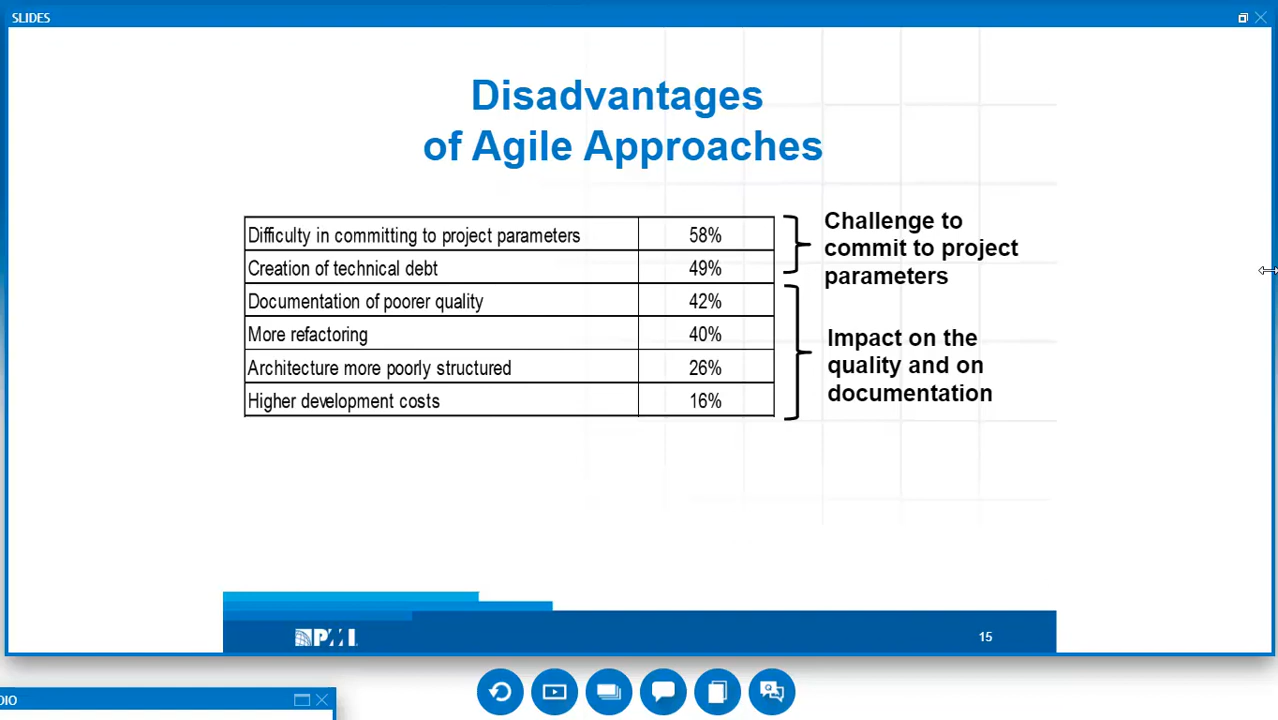 SLIDES
Disadvantages
of Agile Approaches
Difficulty in committing to project parameters 58%
Creation of technical debt 49%
Documentation of poorer quality 42%
More refactoring 40%
Architecture more poorly structured 26%
Higher development costs 16%
Challenge to
commit to project
parameters
Impact on the
quality and on
documentation
PMI
15
DIO